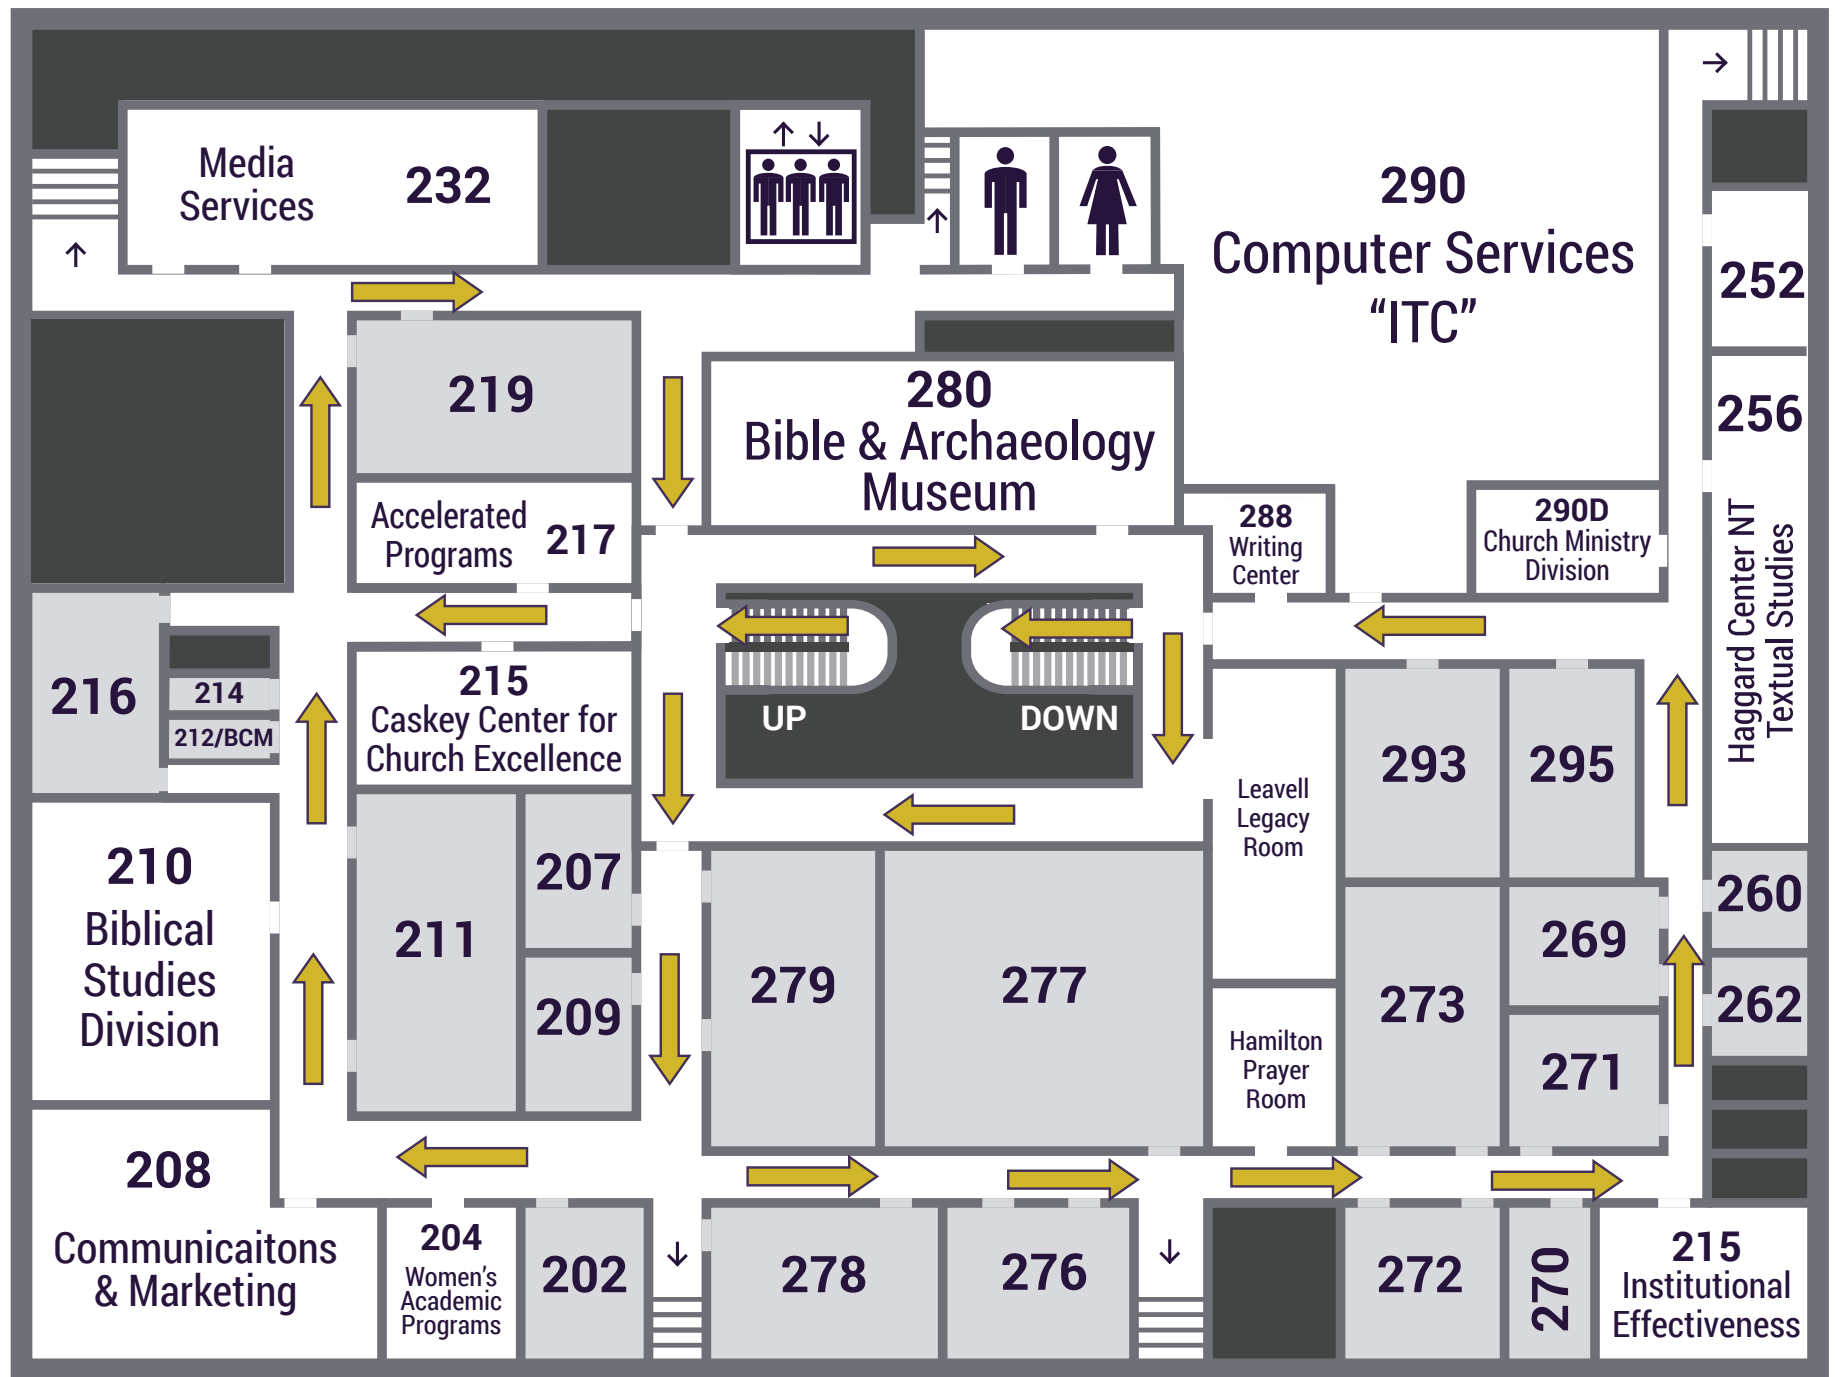 Media
Services
232
290
Computer Services
“ITC”
252
219
280
Bible & Archaeology
Museum
256
Accelerated
Programs
217
288
Writing
Center
290D
Church Ministry
Division
Haggard Center NT
Textual Studies
216
214
212/BCM
215
Caskey Center for
Church Excellence
UP
DOWN
293
295
Leavell
Legacy
Room
210
Biblical
Studies
Division
211
207
209
279
277
273
269
260
262
271
Hamilton
Prayer
Room
208
Communicaitons
& Marketing
204
Women's
Academic
Programs
202
278
276
272
270
215
Institutional
Effectiveness